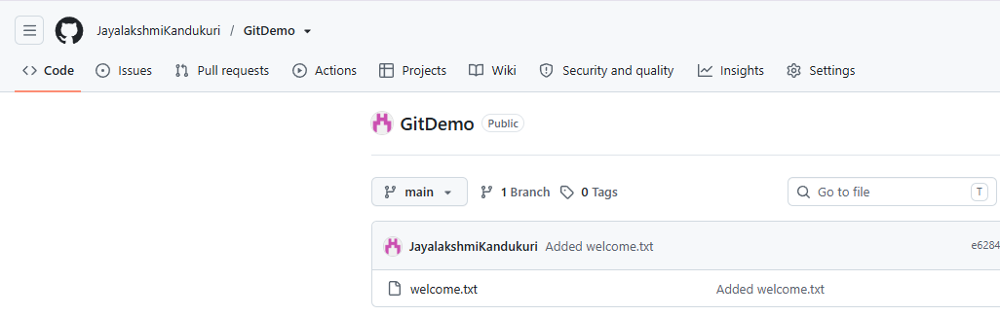 JayalakshmiKandukuri / GitDemo
Code Issues Pull requests Actions Projects Wiki Security and quality Insights Settings
GitDemo Public
main 1 Branch 0 Tags Go to file T
JayalakshmiKandukuri Added welcome.txt e6284
welcome.txt Added welcome.txt